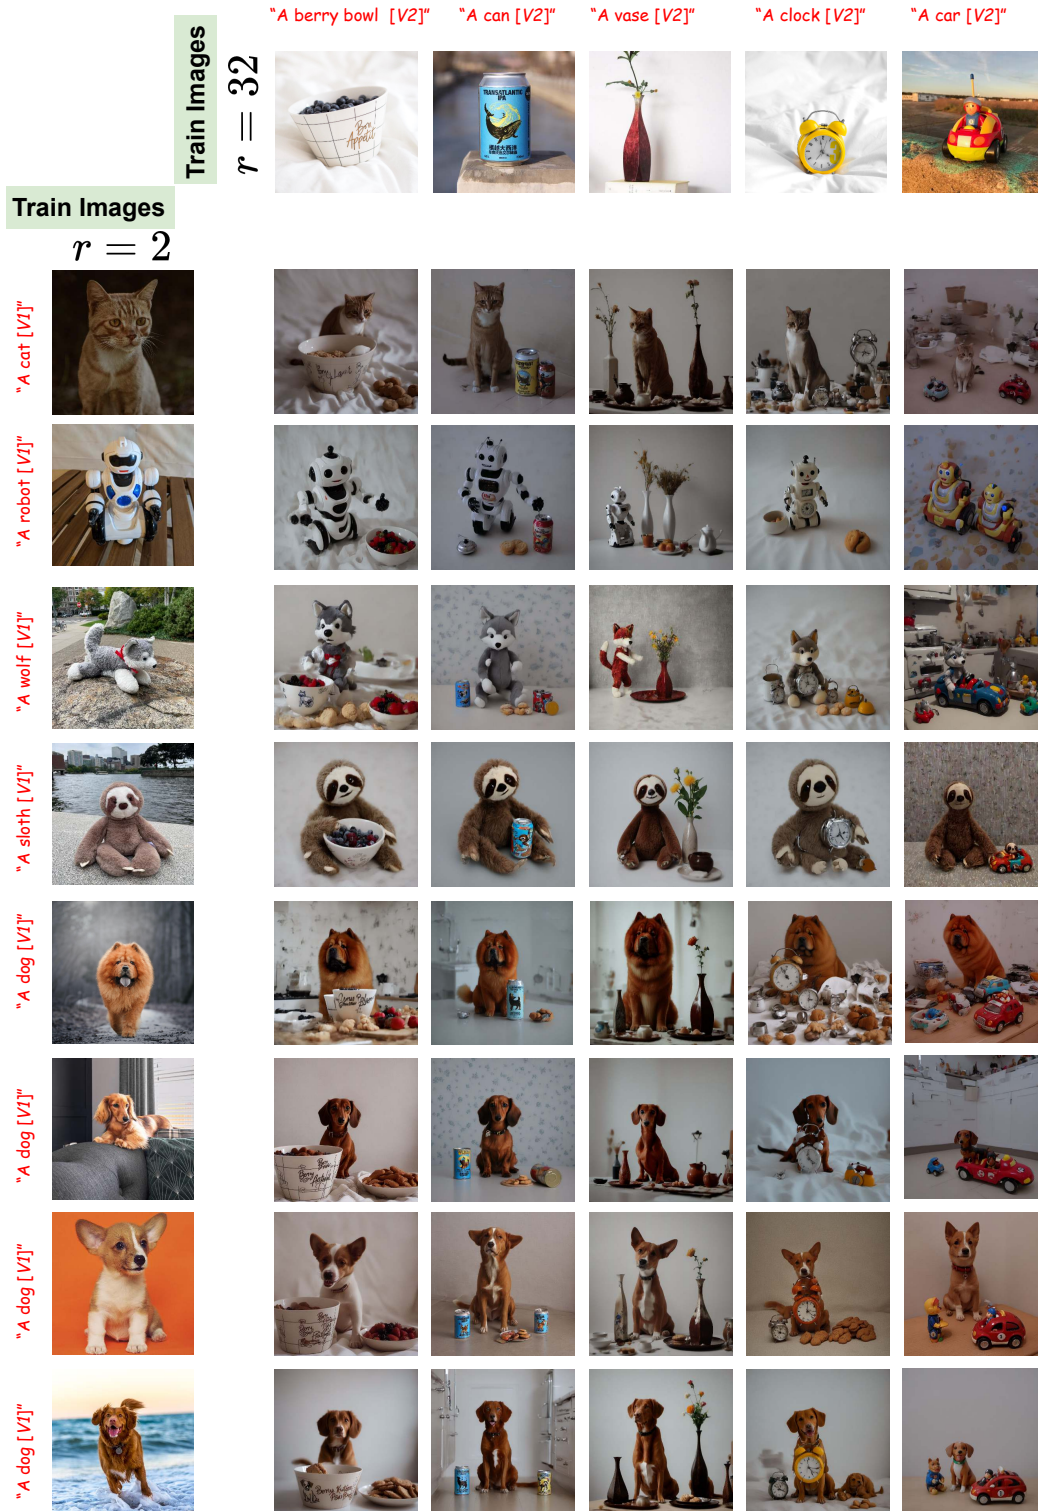 "A berry bowl [V2]"
"A can [V2]"
"A vase [V2]"
"A clock [V2]"
"A car [V2]"
Train Images
r = 32
Bon
Appetit
TRANSATLANTIC
IPA
Train Images
r = 2
"A cat [V1]"
"A robot [V1]"
"A wolf [V1]"
"A sloth [V1]"
"A dog [V1]"
"A dog [V1]"
"A dog [V1]"
"A dog [V1]"